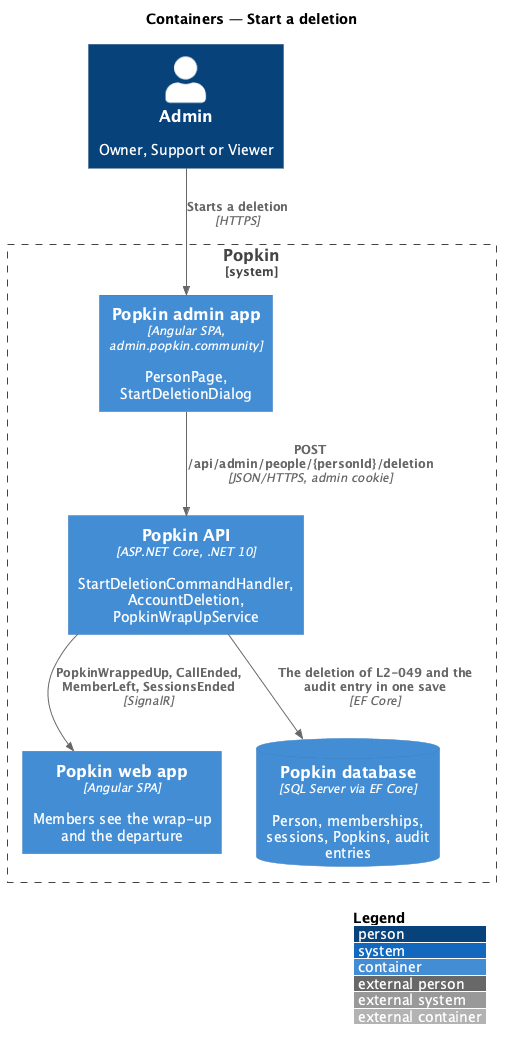 Containers — Start a deletion
Admin
Owner, Support or Viewer
Starts a deletion
[HTTPS]
Popkin
[system]
Popkin admin app
[Angular SPA,
admin.popkin.community]
PersonPage,
StartDeletionDialog
POST
/api/admin/people/{personId}/deletion
[JSON/HTTPS, admin cookie]
Popkin API
[ASP.NET Core, .NET 10]
StartDeletionCommandHandler,
AccountDeletion,
PopkinWrapUpService
PopkinWrappedUp, CallEnded,
MemberLeft, SessionsEnded
[SignalR]
The deletion of L2-049 and the
audit entry in one save
[EF Core]
Popkin web app
[Angular SPA]
Members see the wrap-up
and the departure
Popkin database
[SQL Server via EF Core]
Person, memberships,
sessions, Popkins, audit
entries
Legend
person
system
container
external person
external system
external container